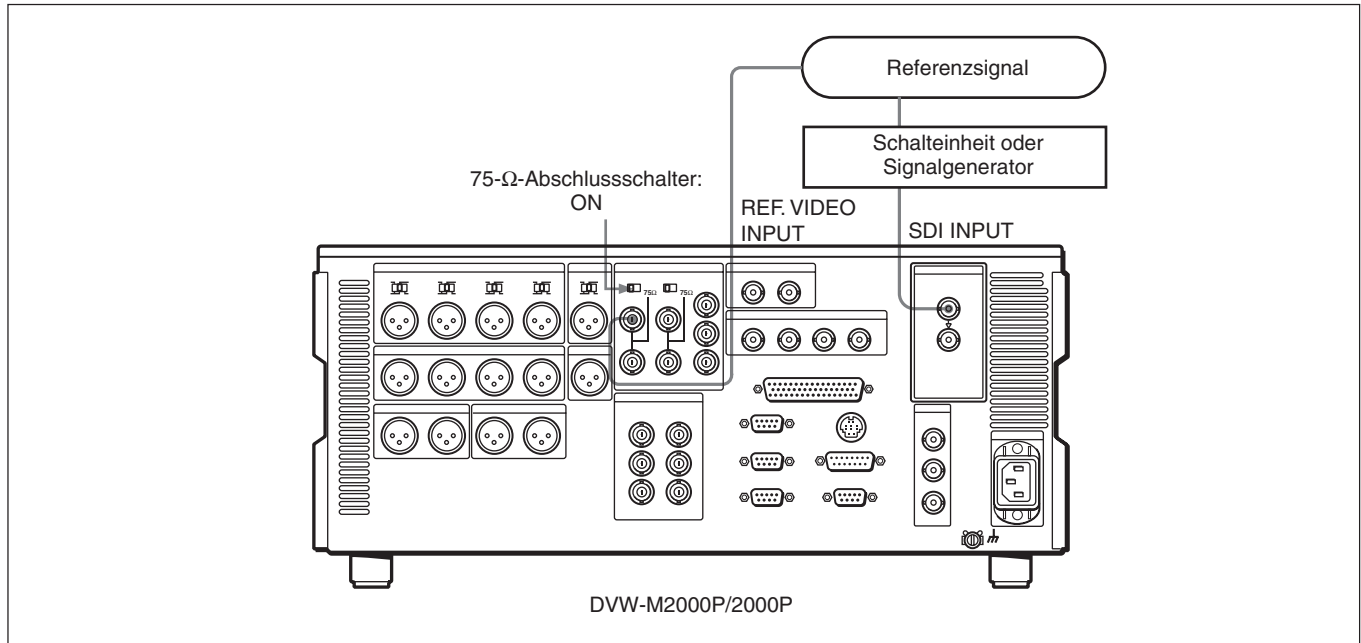 Referenzsignal
Schalteinheit oder
Signalgenerator
75-Ω-Abschlussschalter:
ON
REF. VIDEO
INPUT
SDI INPUT
75Ω
75Ω
DVW-M2000P/2000P